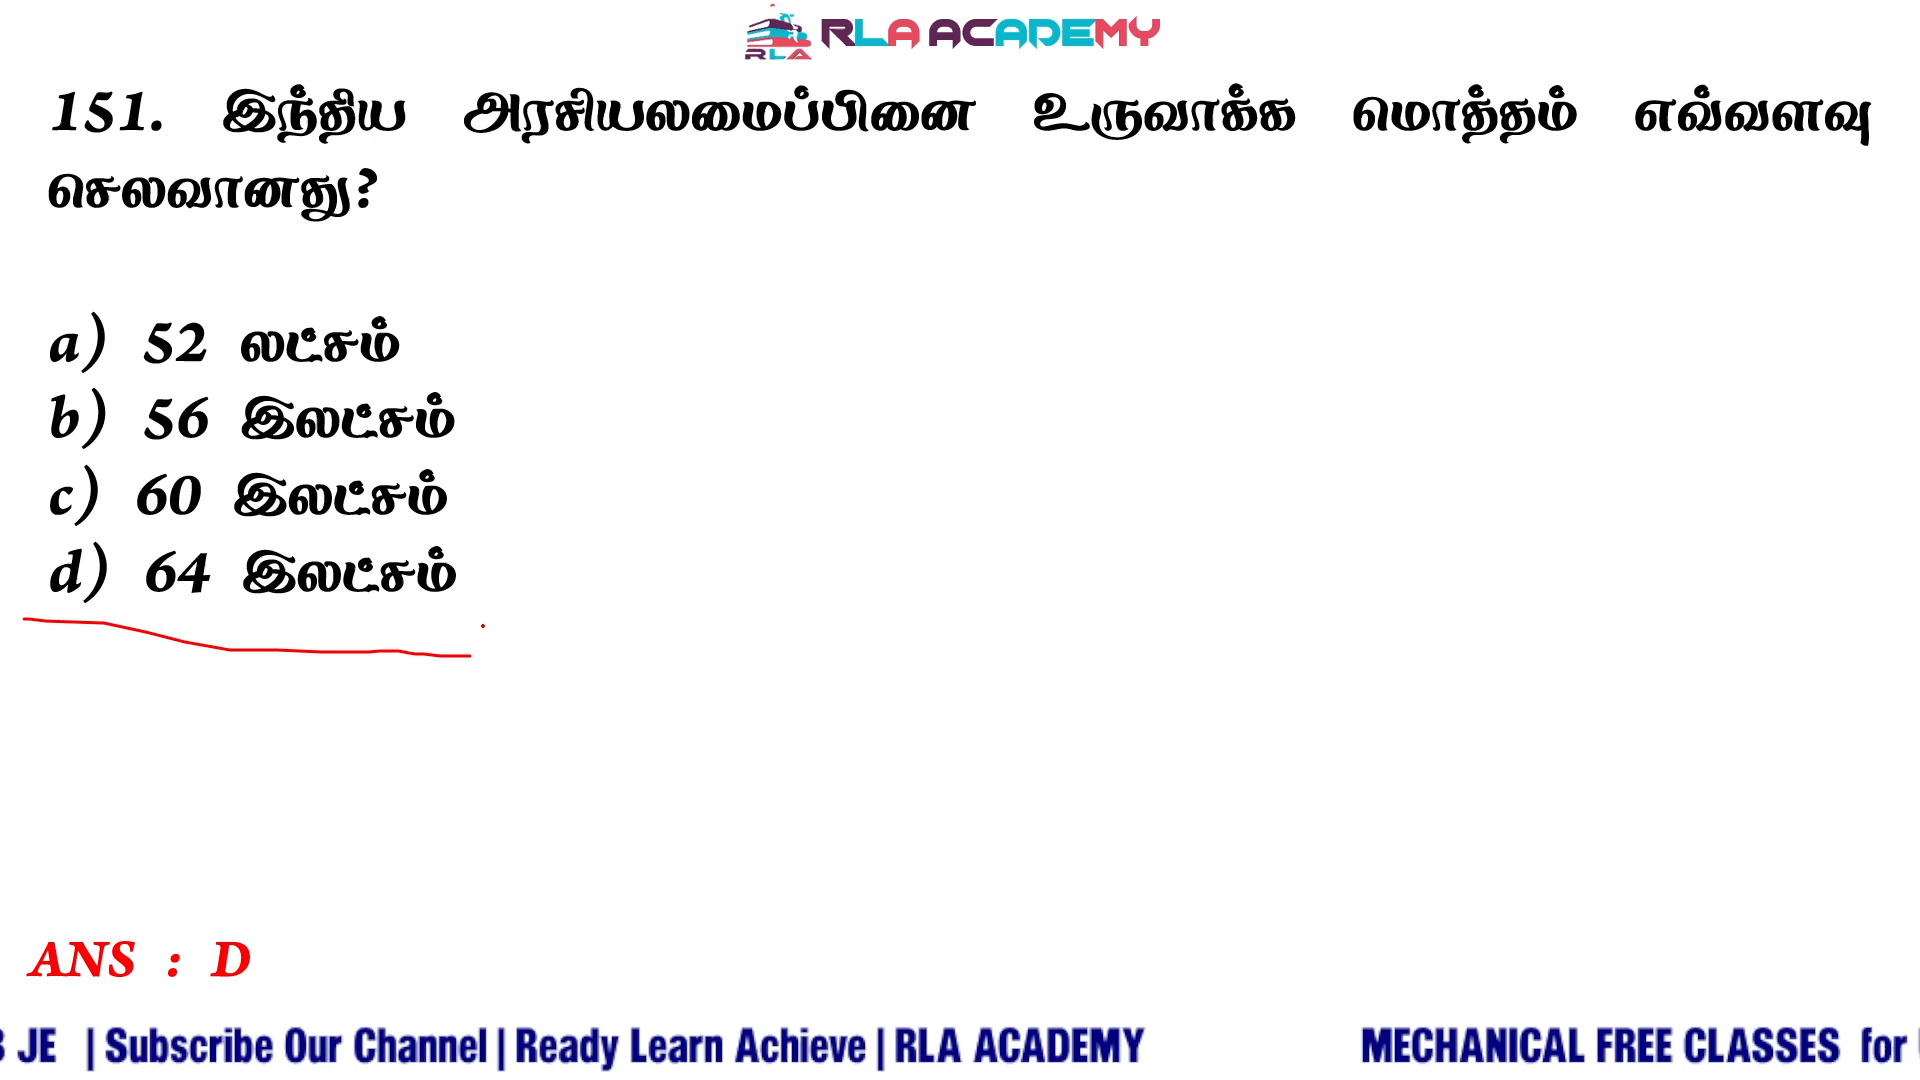 RLA ACADEMY
RLA
151. இந்திய அரசியலமைப்பினை உருவாக்க மொத்தம் எவ்வளவு
செலவானது?
a) 52 லட்சம்
b) 56 இலட்சம்
c) 60 இலட்சம்
d) 64 இலட்சம்
ANS : D
JE | Subscribe Our Channel | Ready Learn Achieve | RLA ACADEMY MECHANICAL FREE CLASSES for